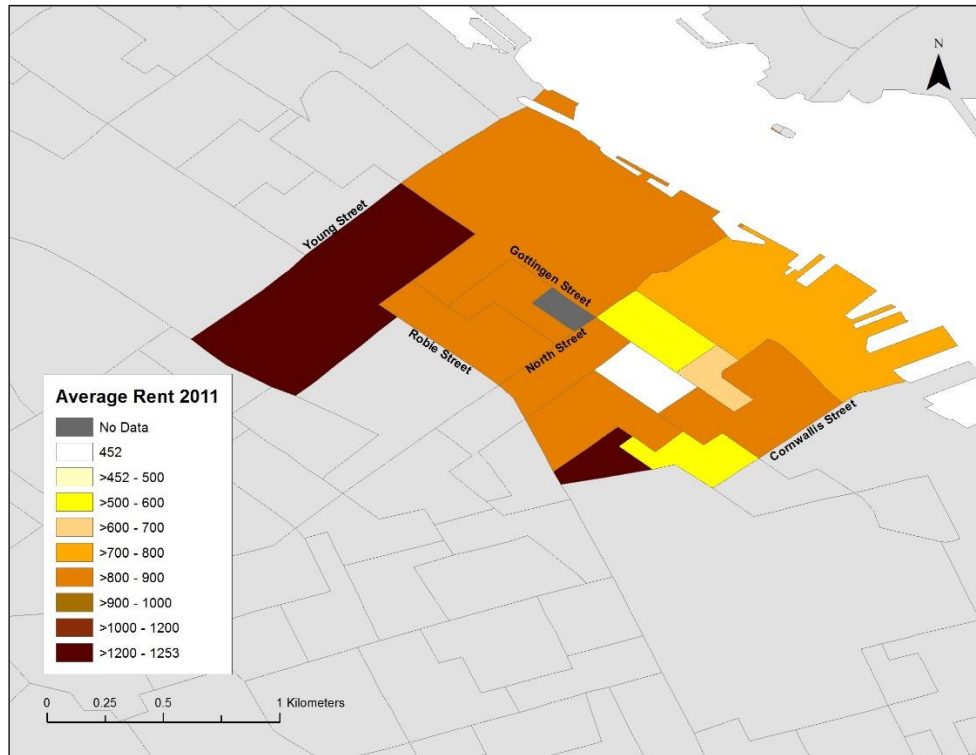 N
Young Street
Gottingen Street
North Street
Robie Street
Cornwallis Street
Average Rent 2011
No Data
452
>452 - 500
>500 - 600
>600 - 700
>700 - 800
>800 - 900
>900 - 1000
>1000 - 1200
>1200 - 1253
0 0.25 0.5 1 Kilometers